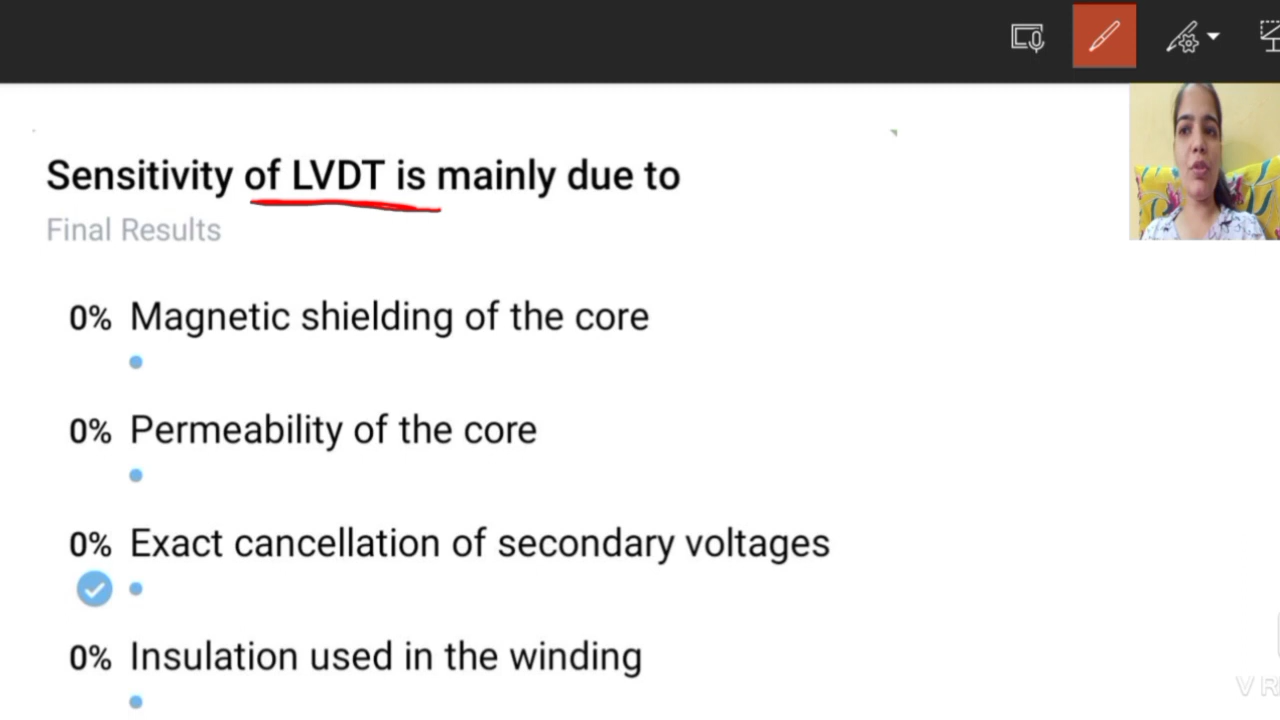 Sensitivity of LVDT is mainly due to
Final Results
0% Magnetic shielding of the core
0% Permeability of the core
0% Exact cancellation of secondary voltages
0% Insulation used in the winding